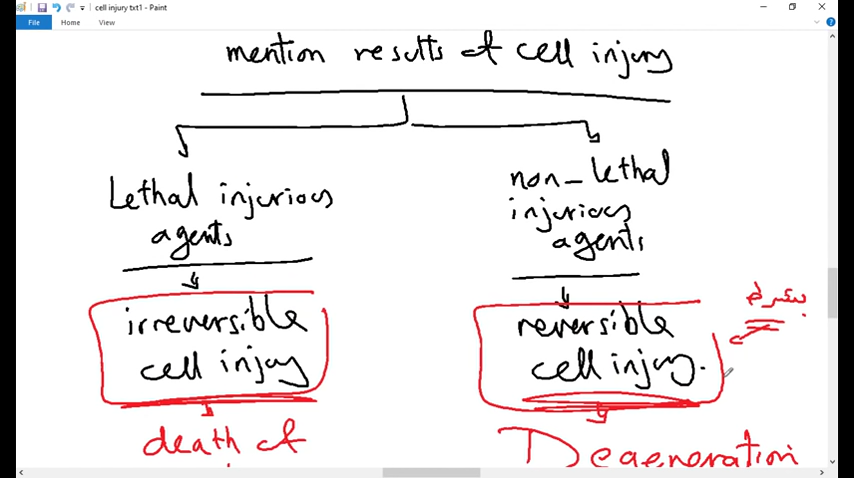 cell injury txt1 - Paint
File Home View
mention results of cell injury
Lethal injurious
agents
non-Lethal
injurious
agents
irreversible
cell injury
reversible
cell injury.
death of
Degeneration